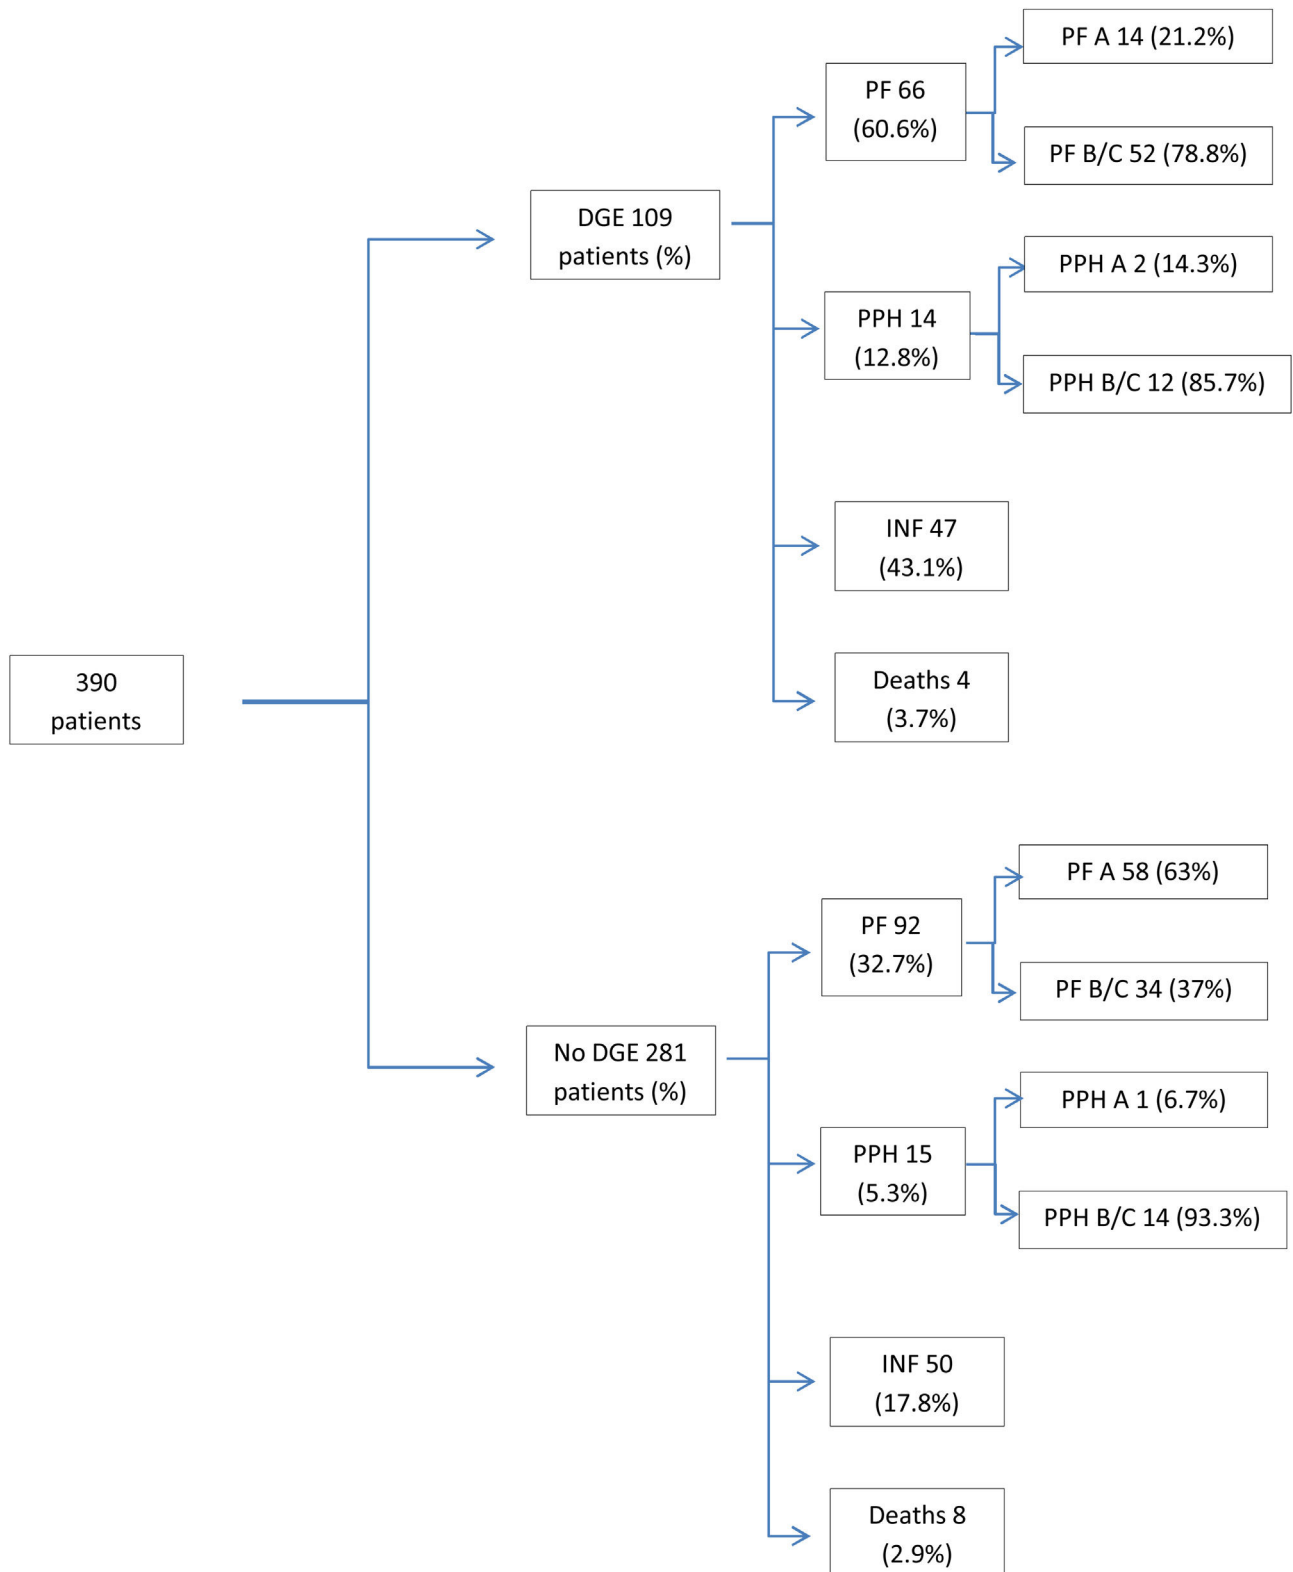 390
patients
DGE 109
patients (%)
PF 66
(60.6%)
PF A 14 (21.2%)
PF B/C 52 (78.8%)
PPH 14
(12.8%)
PPH A 2 (14.3%)
PPH B/C 12 (85.7%)
INF 47
(43.1%)
Deaths 4
(3.7%)
No DGE 281
patients (%)
PF 92
(32.7%)
PF A 58 (63%)
PF B/C 34 (37%)
PPH 15
(5.3%)
PPH A 1 (6.7%)
PPH B/C 14 (93.3%)
INF 50
(17.8%)
Deaths 8
(2.9%)